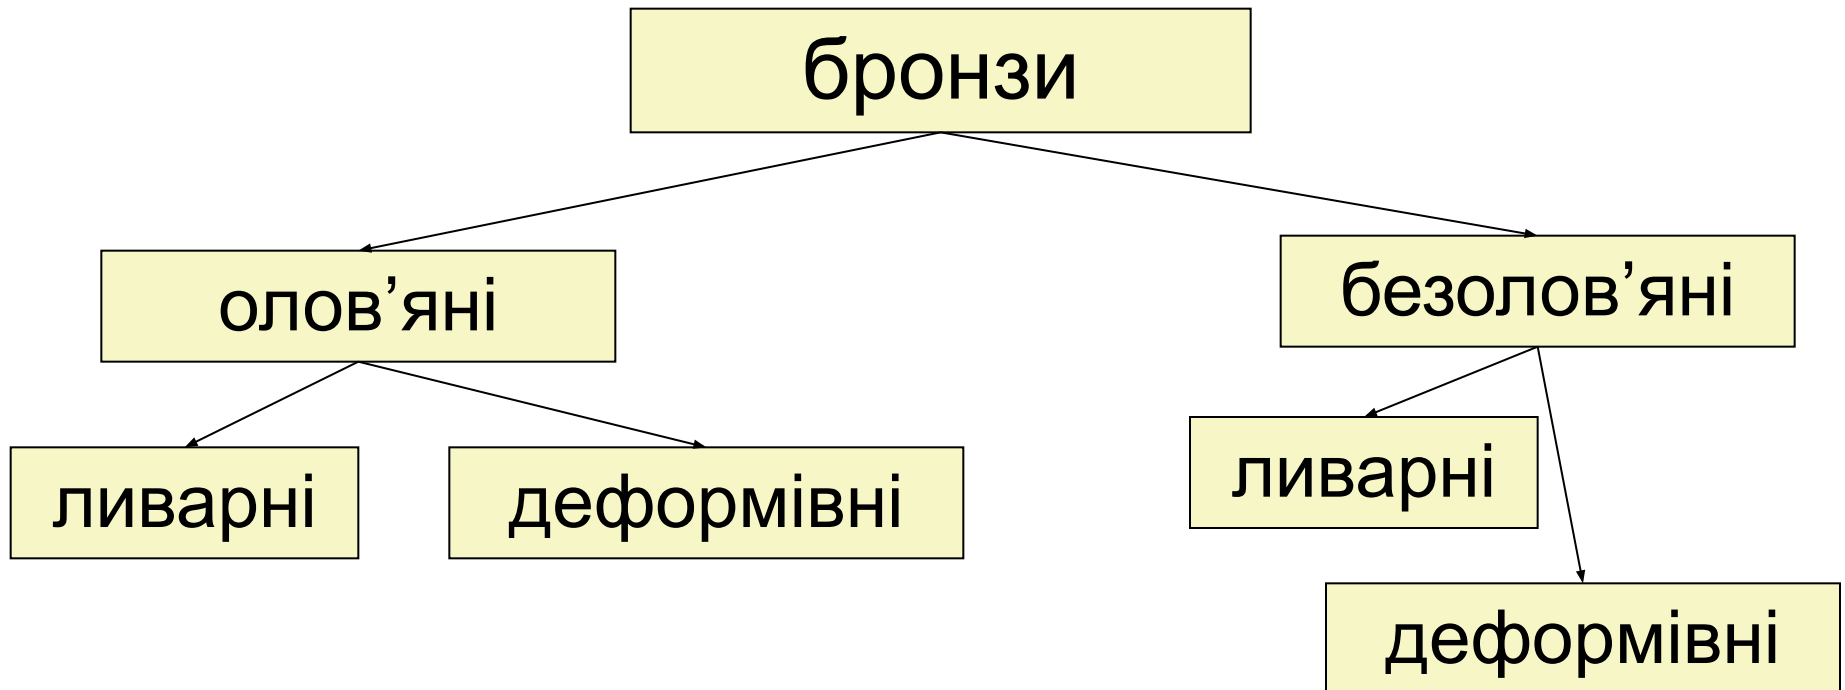 бронзи
олов’яні
безолов’яні
ливарні
деформівні
ливарні
деформівні